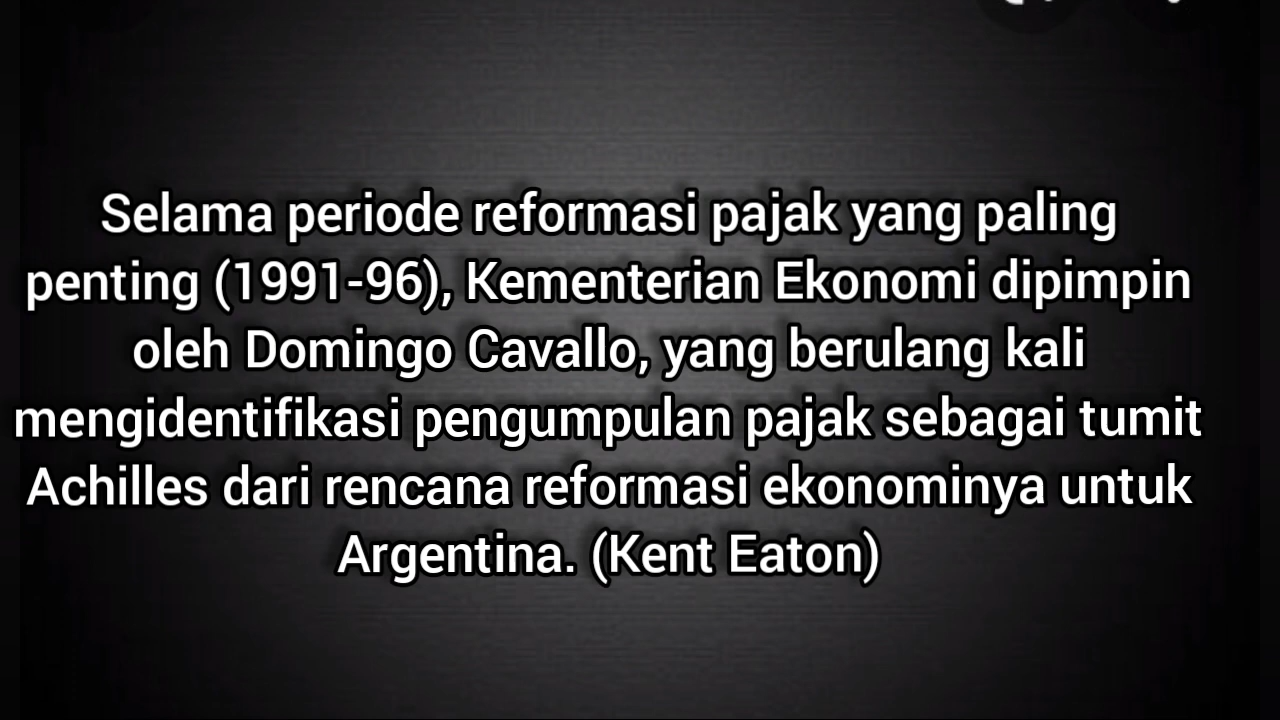 Selama periode reformasi pajak yang paling
penting (1991-96), Kementerian Ekonomi dipimpin
oleh Domingo Cavallo, yang berulang kali
mengidentifikasi pengumpulan pajak sebagai tumit
Achilles dari rencana reformasi ekonominya untuk
Argentina. (Kent Eaton)